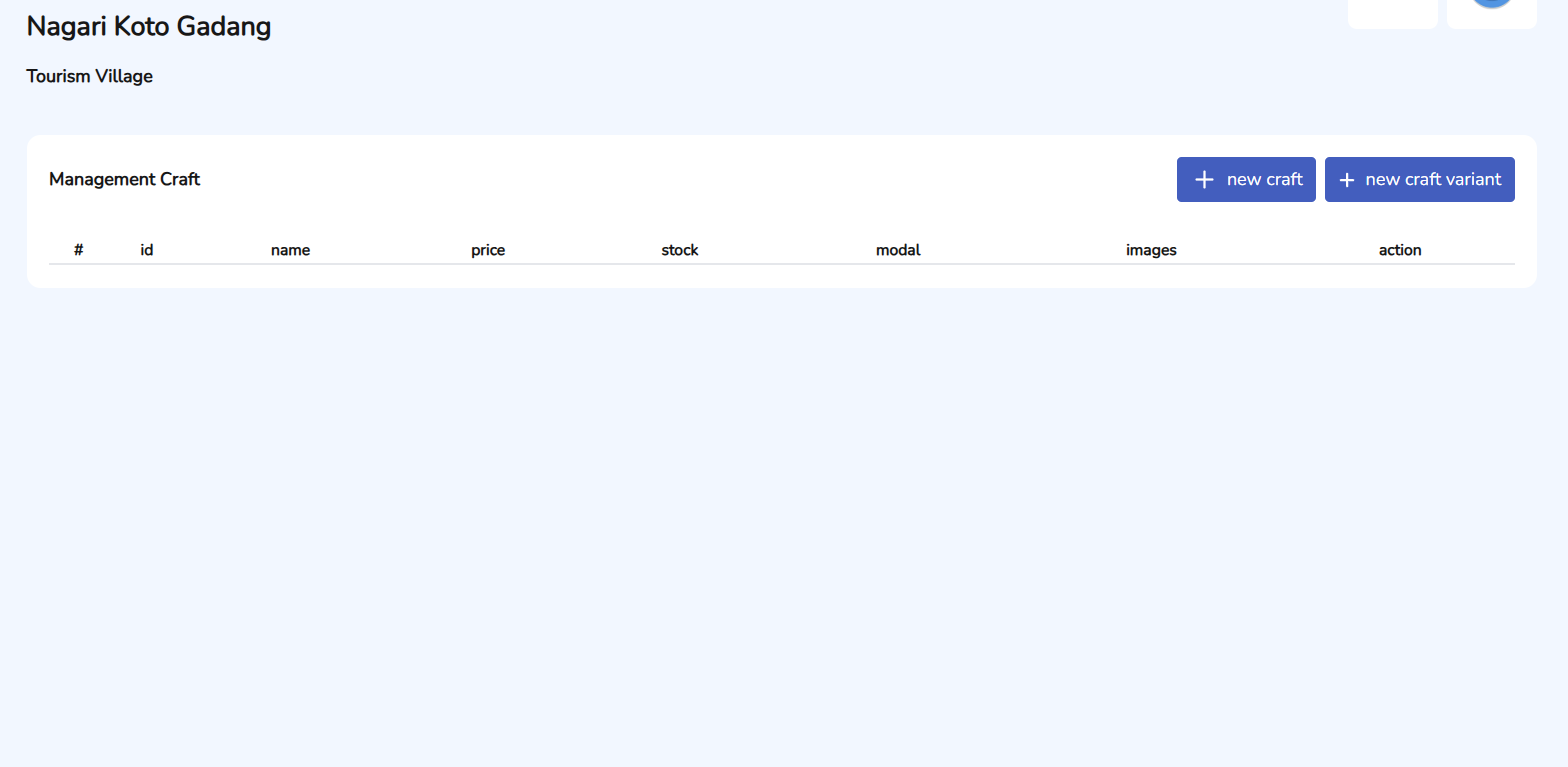 Nagari Koto Gadang
Tourism Village
Management Craft
+ new craft
+ new craft variant
# id name price stock modal images action